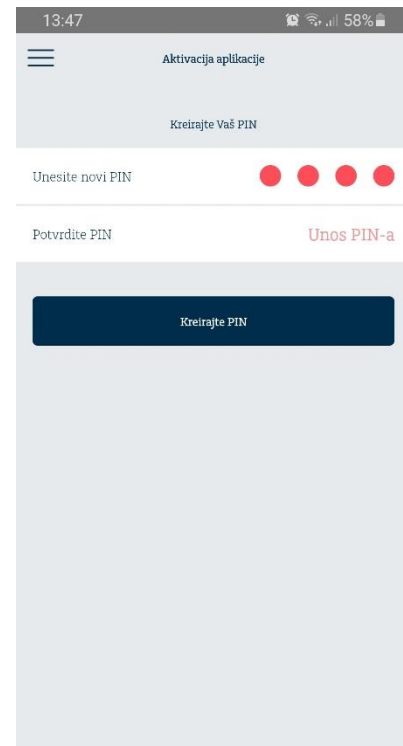 13:47 58%
Aktivacija aplikacije
Kreirajte Vaš PIN
Unesite novi PIN
Potvrdite PIN Unos PIN-a
Kreirajte PIN